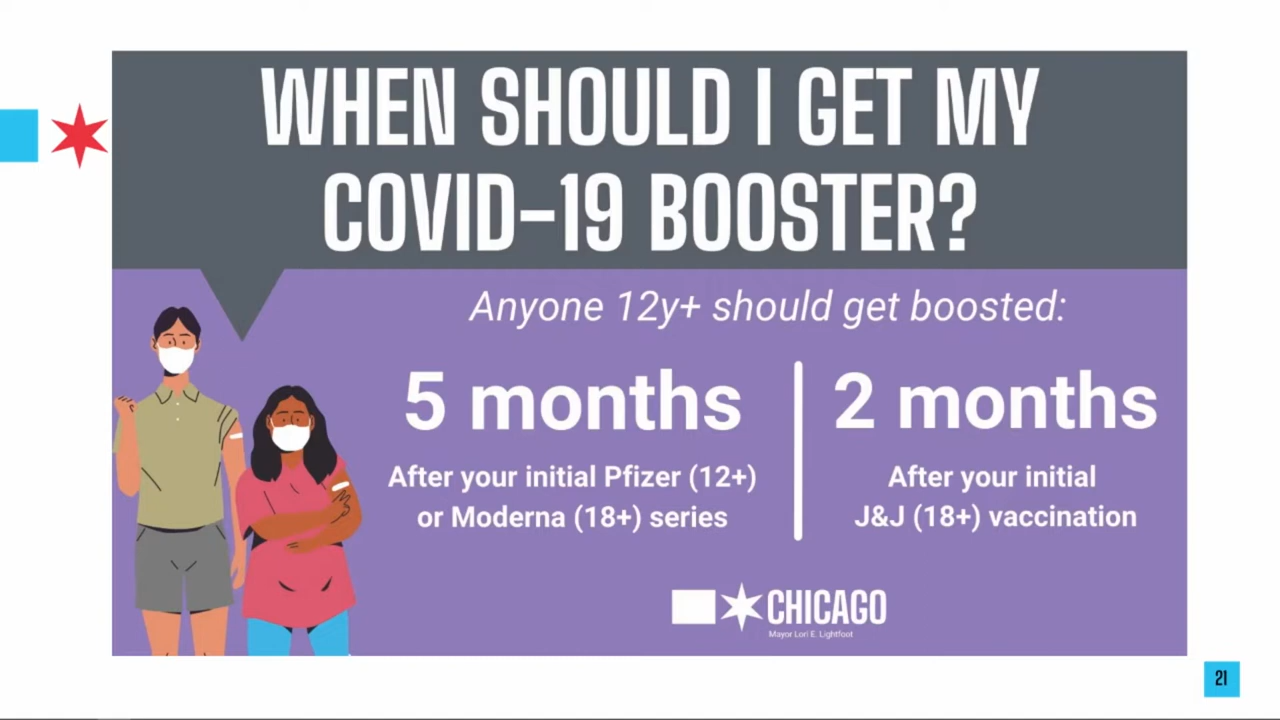 WHEN SHOULD I GET MY
COVID-19 BOOSTER?
Anyone 12y+ should get boosted:
5 months
After your initial Pfizer (12+)
or Moderna (18+) series
2 months
After your initial
J&J (18+) vaccination
CHICAGO
Mayor Lori E. Lightfoot
21